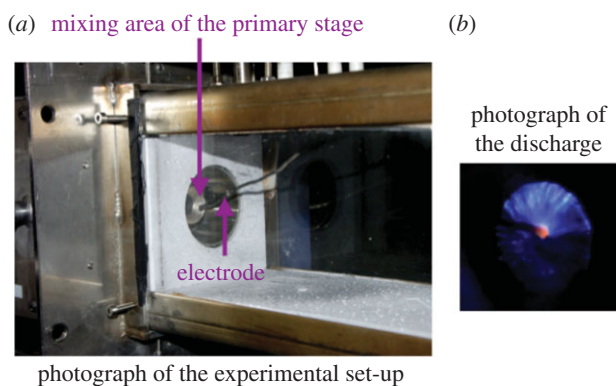 (a) mixing area of the primary stage
electrode
photograph of the experimental set-up
(b)
photograph of
the discharge